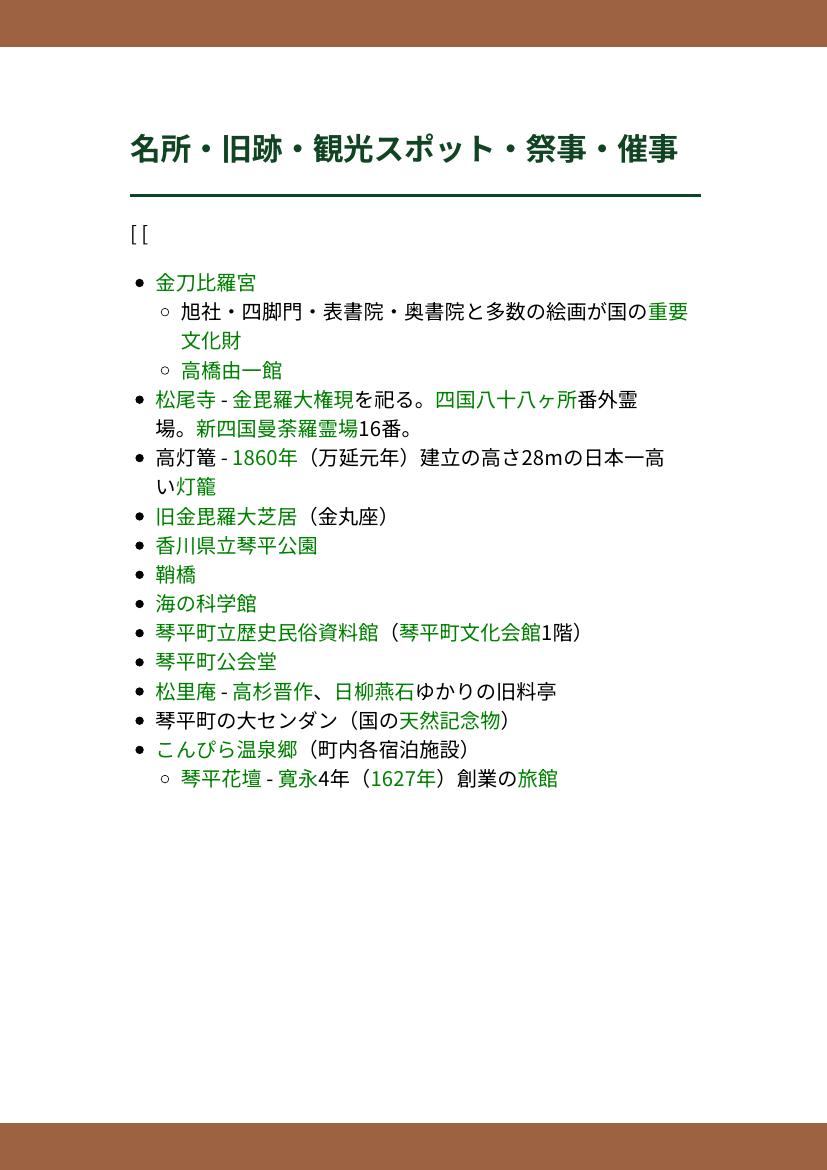 名所・旧跡・観光スポット・祭事・催事
[ [
金刀比羅宮
旭社・四脚門・表書院・奥書院と多数の絵画が国の重要
文化財
高橋由一館
松尾寺 - 金毘羅大権現を祀る。四国八十八ヶ所番外霊
場。新四国曼荼羅霊場16番。
高灯篭 - 1860年（万延元年）建立の高さ28mの日本一高
い灯籠
旧金毘羅大芝居（金丸座）
香川県立琴平公園
鞘橋
海の科学館
琴平町立歴史民俗資料館（琴平町文化会館1階）
琴平町公会堂
松里庵 - 高杉晋作、日柳燕石ゆかりの旧料亭
琴平町の大センダン（国の天然記念物）
こんぴら温泉郷（町内各宿泊施設）
琴平花壇 - 寛永4年（1627年）創業の旅館